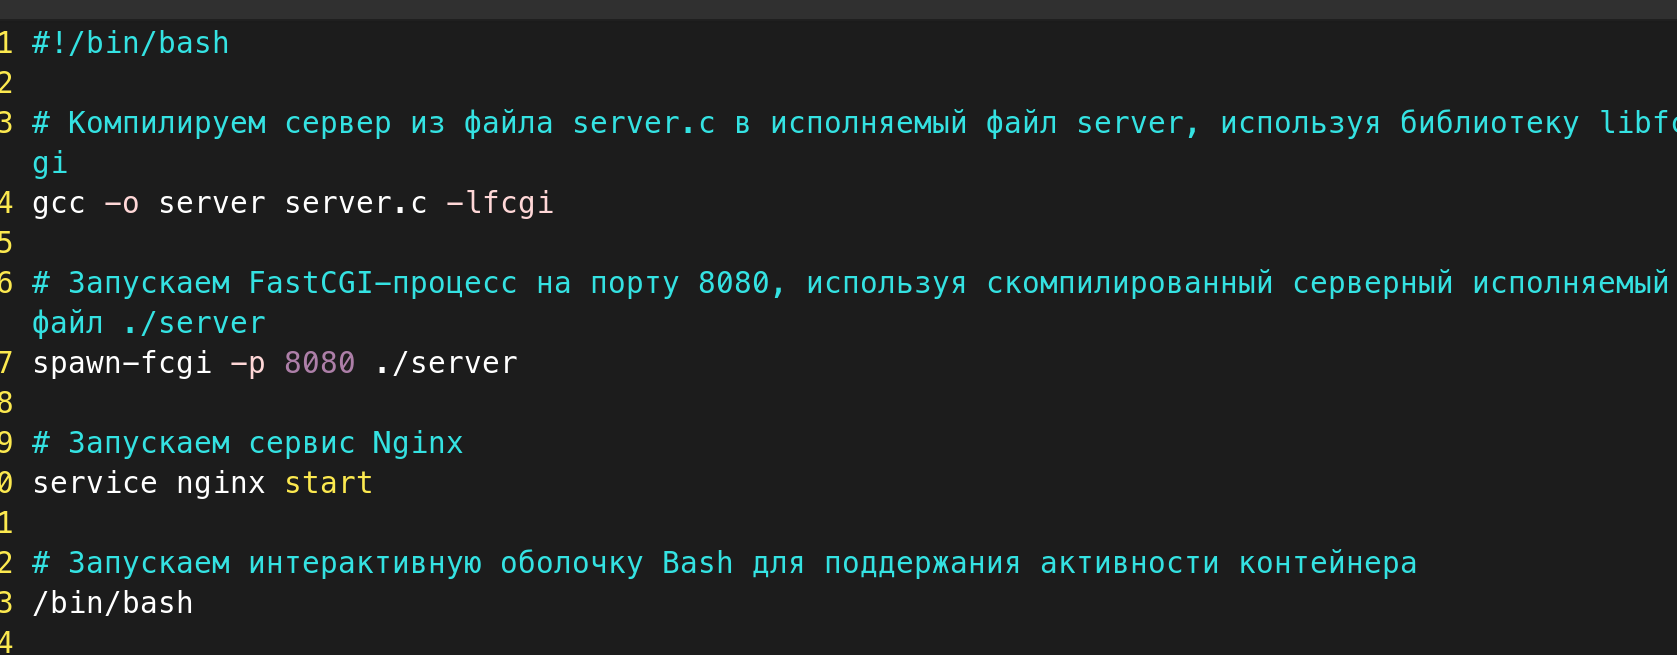 1 #!/bin/bash
2
3 # Компилируем сервер из файла server.c в исполняемый файл server, используя библиотеку libfc
gi
4 gcc -o server server.c -lfcgi
5
6 # Запускаем FastCGI-процесс на порту 8080, используя скомпилированный серверный исполняемый
файл ./server
7 spawn-fcgi -p 8080 ./server
8
9 # Запускаем сервис Nginx
0 service nginx start
1
2 # Запускаем интерактивную оболочку Bash для поддержания активности контейнера
3 /bin/bash
4